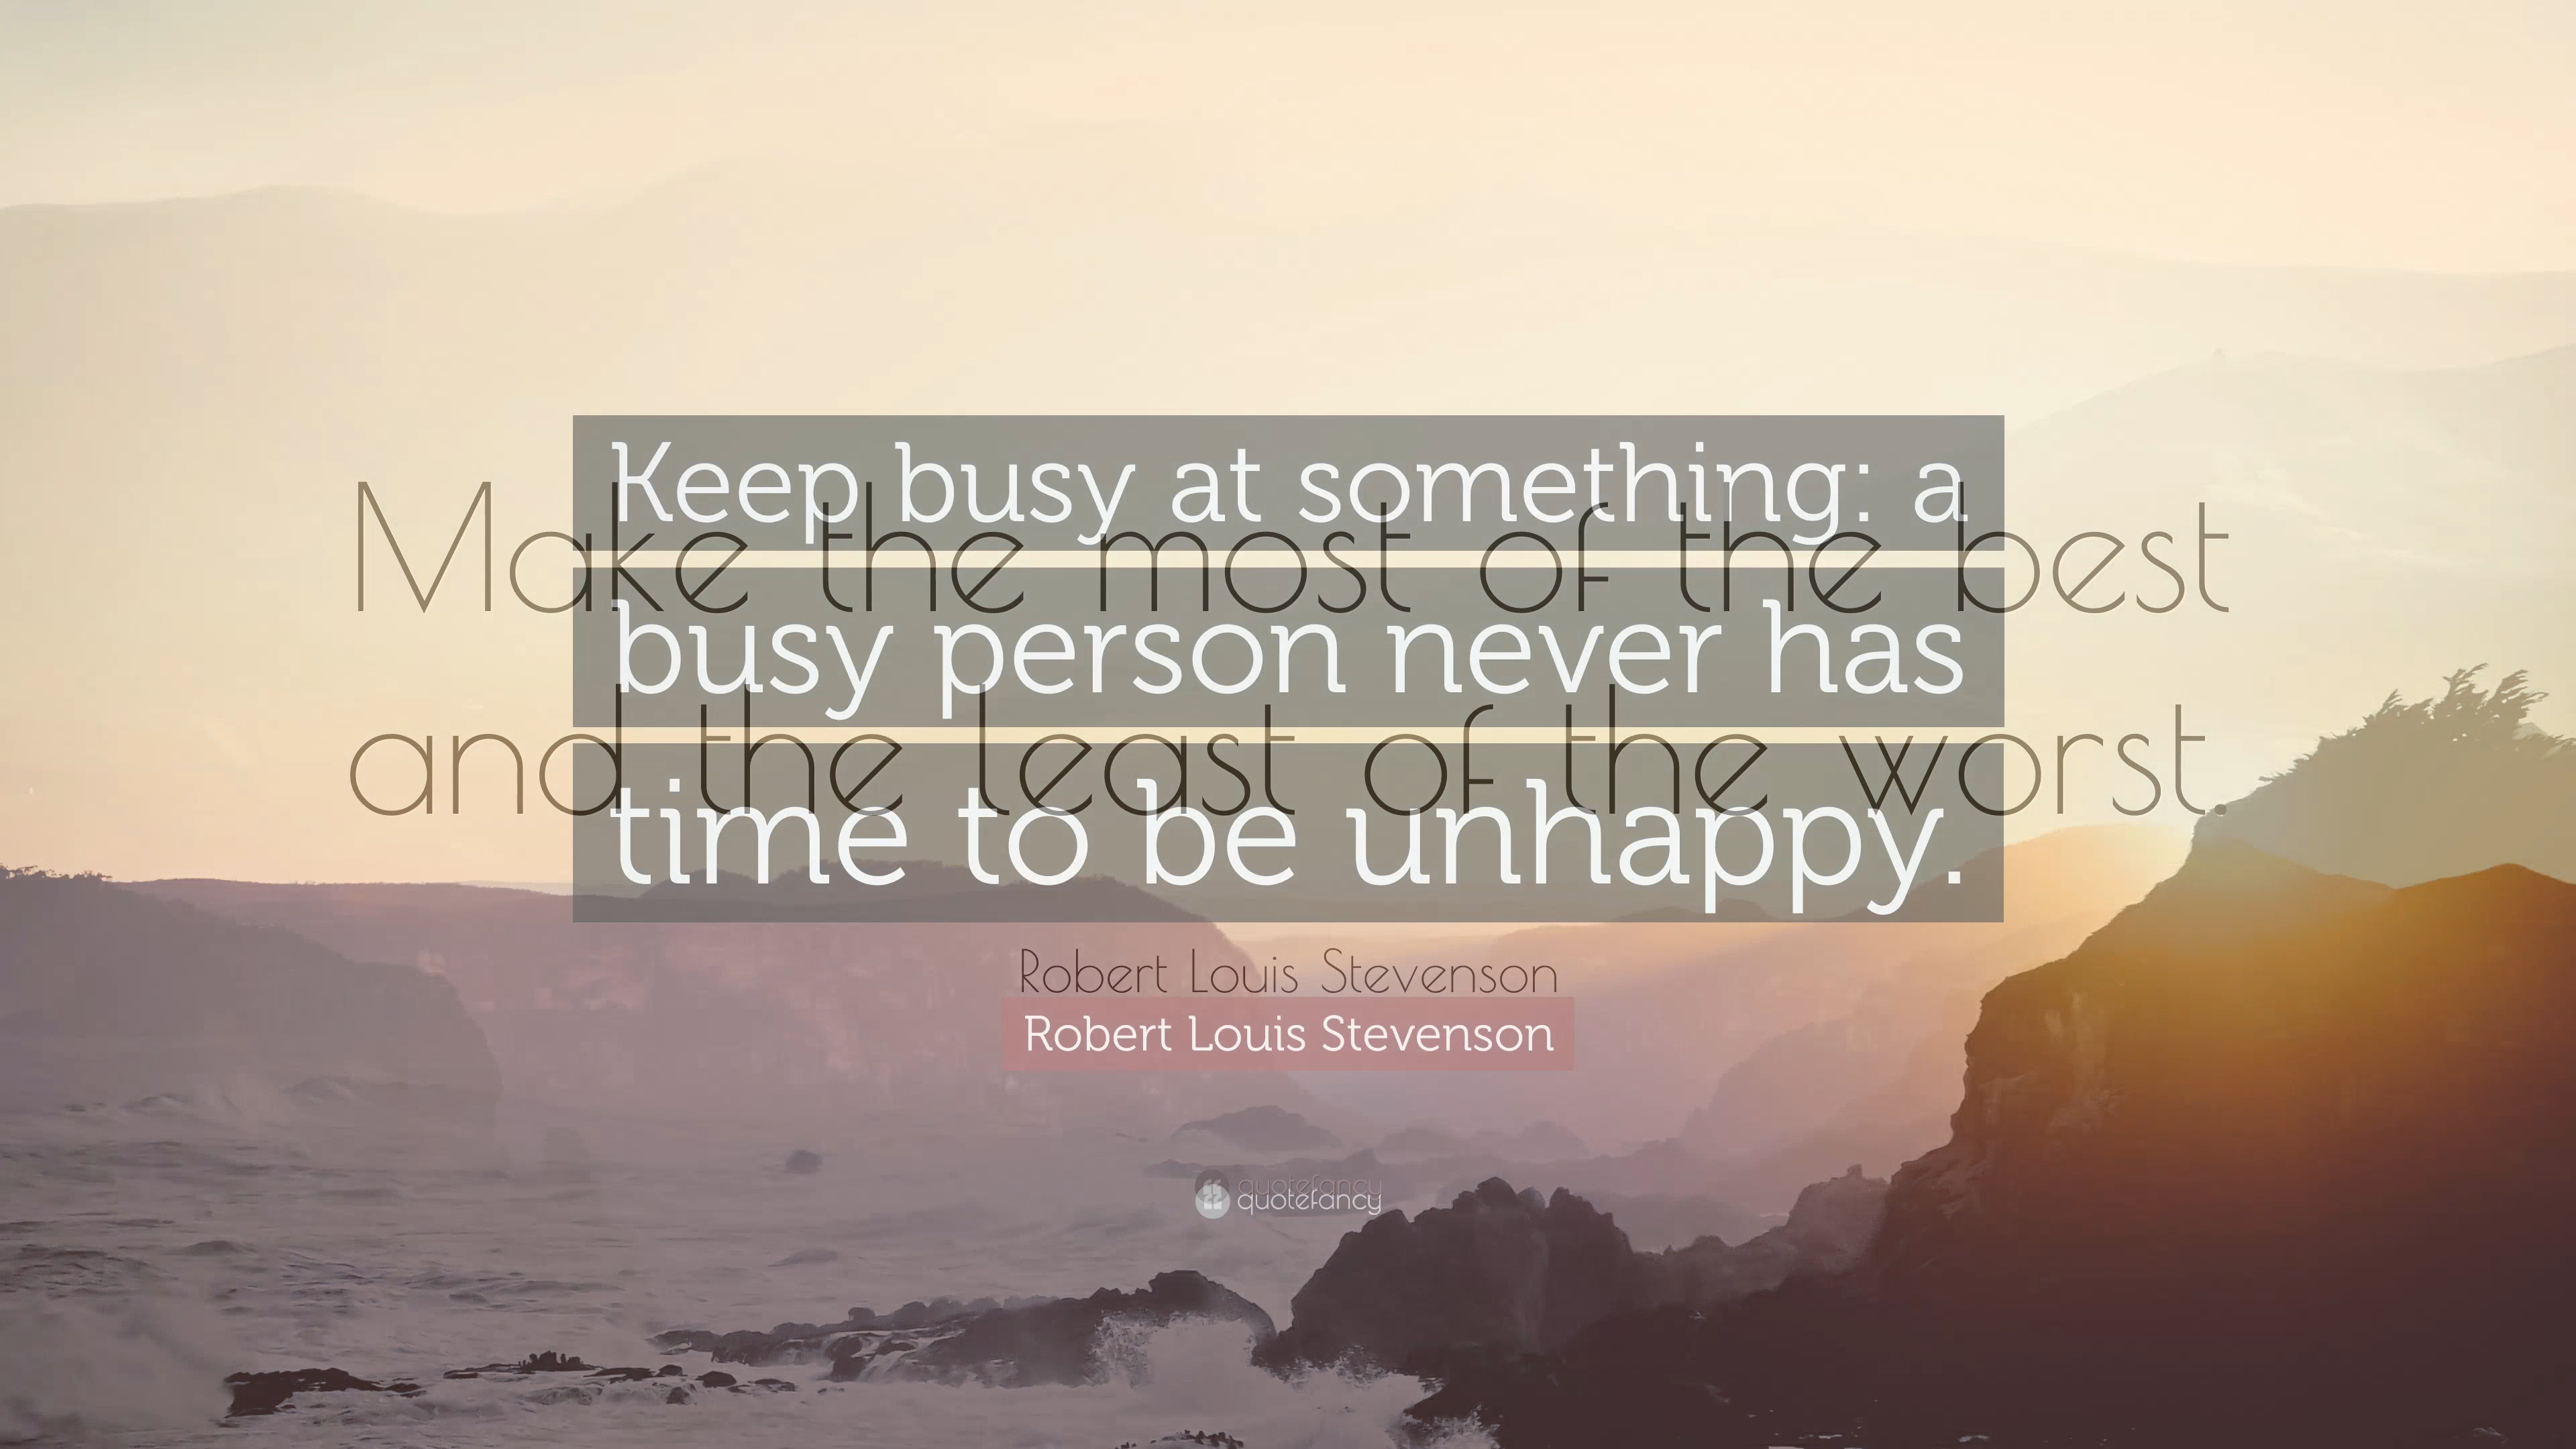 Keep busy at something: a
busy person never has
time to be unhappy.
Make the most of the best
and the least of the worst.
Robert Louis Stevenson
Robert Louis Stevenson
quotefancy
quotefancy